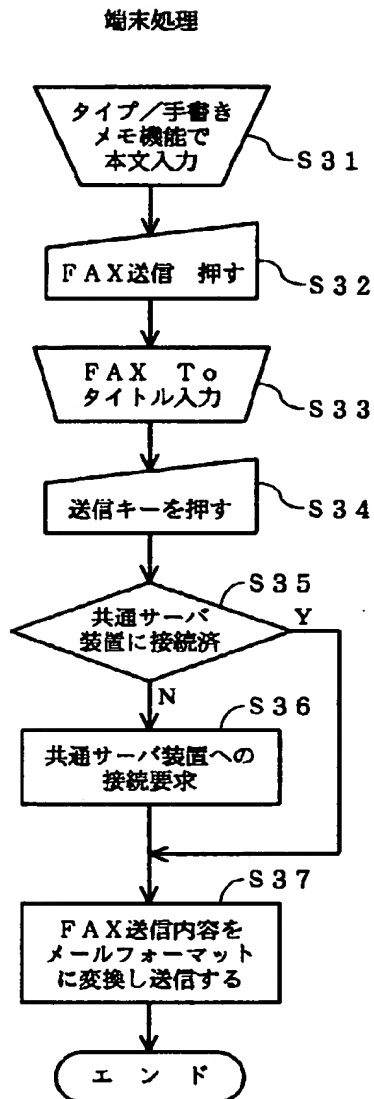 端末処理
タイプ／手書き
メモ機能で
本文入力
S31
FAX送信　押す
S32
FAX　To
タイトル入力
S33
送信キーを押す
S34
S35
共通サーバ
装置に接続済
Y
N
S36
共通サーバ装置への
接続要求
S37
FAX送信内容を
メールフォーマット
に変換し送信する
エ　ン　ド